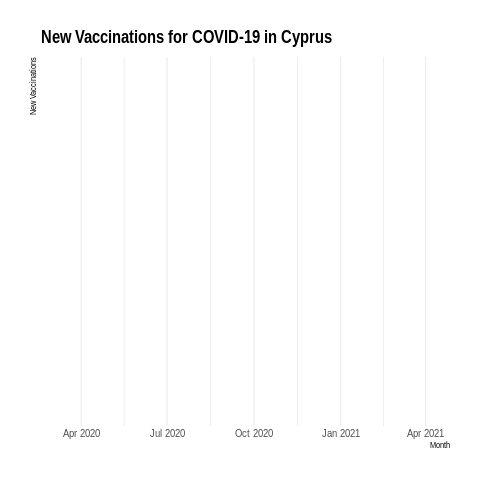 New Vaccinations for COVID-19 in Cyprus
New Vaccinations
Apr 2020 Jul 2020 Oct 2020 Jan 2021 Apr 2021
Month